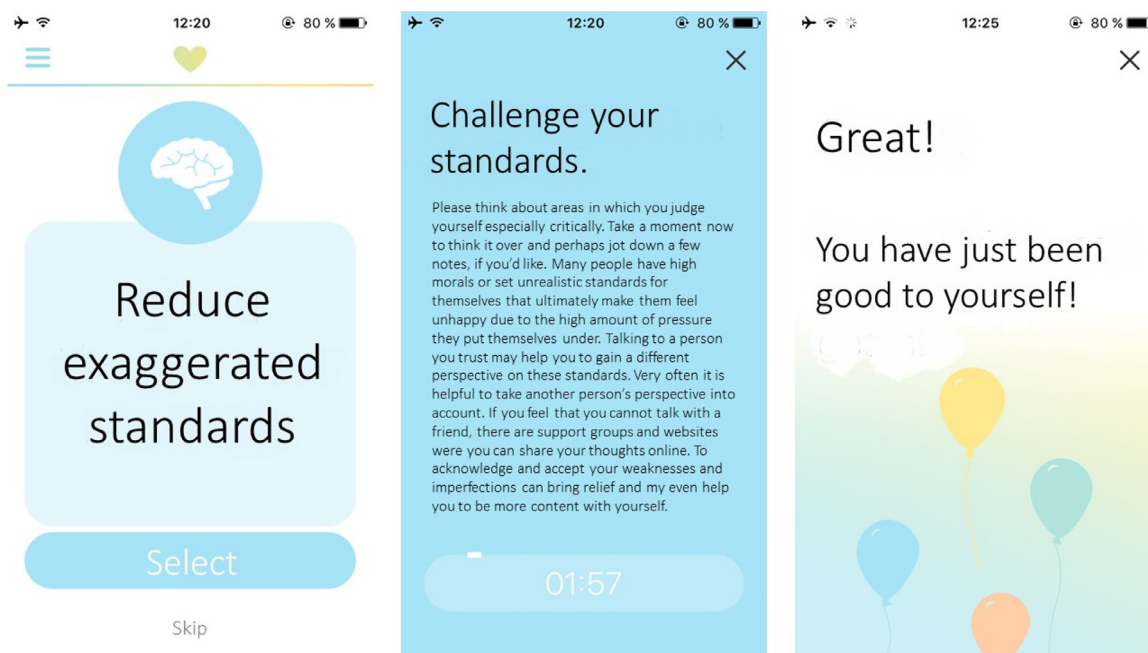 12:20
80 %
Reduce
exaggerated
standards
Select
Skip
12:20
80 %
Challenge your
standards.
Please think about areas in which you judge
yourself especially critically. Take a moment now
to think it over and perhaps jot down a few
notes, if you'd like. Many people have high
morals or set unrealistic standards for
themselves that ultimately make them feel
unhappy due to the high amount of pressure
they put themselves under. Talking to a person
you trust may help you to gain a different
perspective on these standards. Very often it is
helpful to take another person's perspective into
account. If you feel that you cannot talk with a
friend, there are support groups and websites
were you can share your thoughts online. To
acknowledge and accept your weaknesses and
imperfections can bring relief and my even help
you to be more content with yourself.
01:57
12:25
80 %
Great!
You have just been
good to yourself!